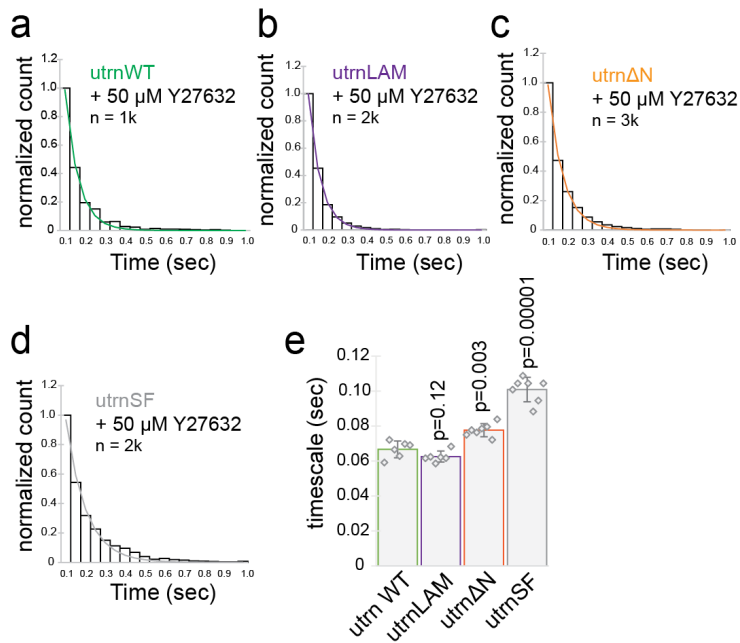 a
utrnWT
+ 50 µM Y27632
n = 1k
normalized count
1.2
1.0
0.8
0.6
0.4
0.2
0
0.1 0.2 0.3 0.4 0.5 0.6 0.7 0.8 0.9 1.0
Time (sec)
b
utrnLAM
+ 50 µM Y27632
n = 2k
normalized count
1.2
1.0
0.8
0.6
0.4
0.2
0
0.1 0.2 0.3 0.4 0.5 0.6 0.7 0.8 0.9 1.0
Time (sec)
c
utrnΔN
+ 50 µM Y27632
n = 3k
normalized count
1.2
1.0
0.8
0.6
0.4
0.2
0
0.1 0.2 0.3 0.4 0.5 0.6 0.7 0.8 0.9 1.0
Time (sec)
d
utrnSF
+ 50 µM Y27632
n = 2k
normalized count
1.2
1.0
0.8
0.6
0.4
0.2
0
0.1 0.2 0.3 0.4 0.5 0.6 0.7 0.8 0.9 1.0
Time (sec)
e
timescale (sec)
0.12
0.10
0.08
0.06
0.04
0.02
0
p=0.12
p=0.003
p=0.00001
utrn WT
utrnLAM
utrnΔN
utrnSF